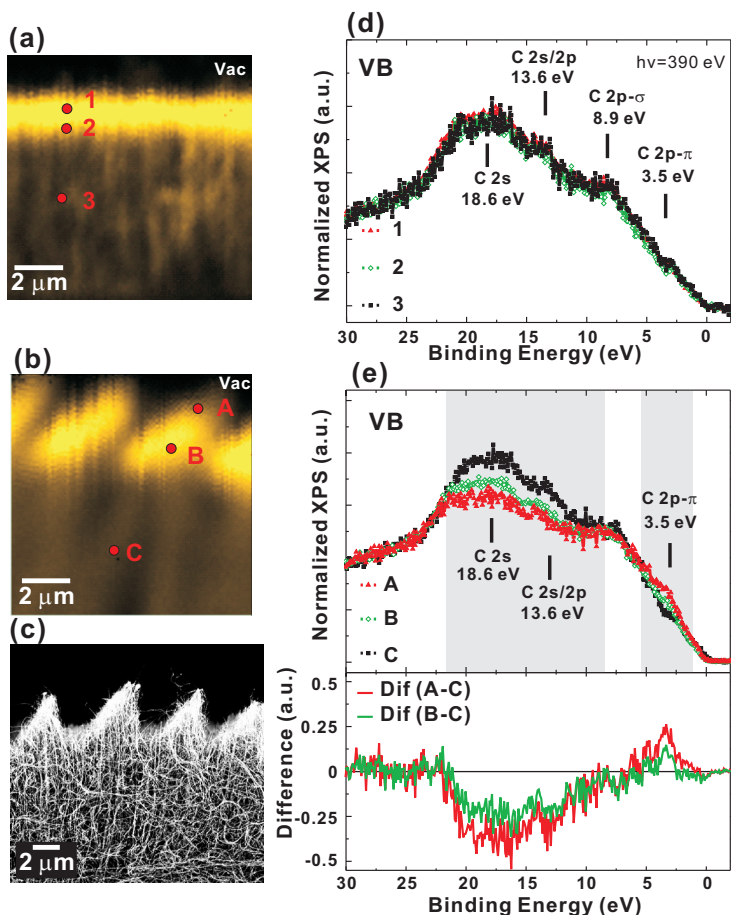 (a)
Vac
1
2
3
2 μm
(b)
Vac
A
B
C
2 μm
(c)
2 μm
(d)
VB
hν=390 eV
C 2s/2p
13.6 eV
C 2p-σ
8.9 eV
C 2p-π
3.5 eV
C 2s
18.6 eV
1
2
3
Normalized XPS (a.u.)
30 25 20 15 10 5 0
Binding Energy (eV)
(e)
VB
C 2p-π
3.5 eV
C 2s
18.6 eV
C 2s/2p
13.6 eV
A
B
C
Normalized XPS (a.u.)
Dif (A-C)
Dif (B-C)
0.5
0.25
0
-0.25
-0.5
Difference (a.u.)
30 25 20 15 10 5 0
Binding Energy (eV)